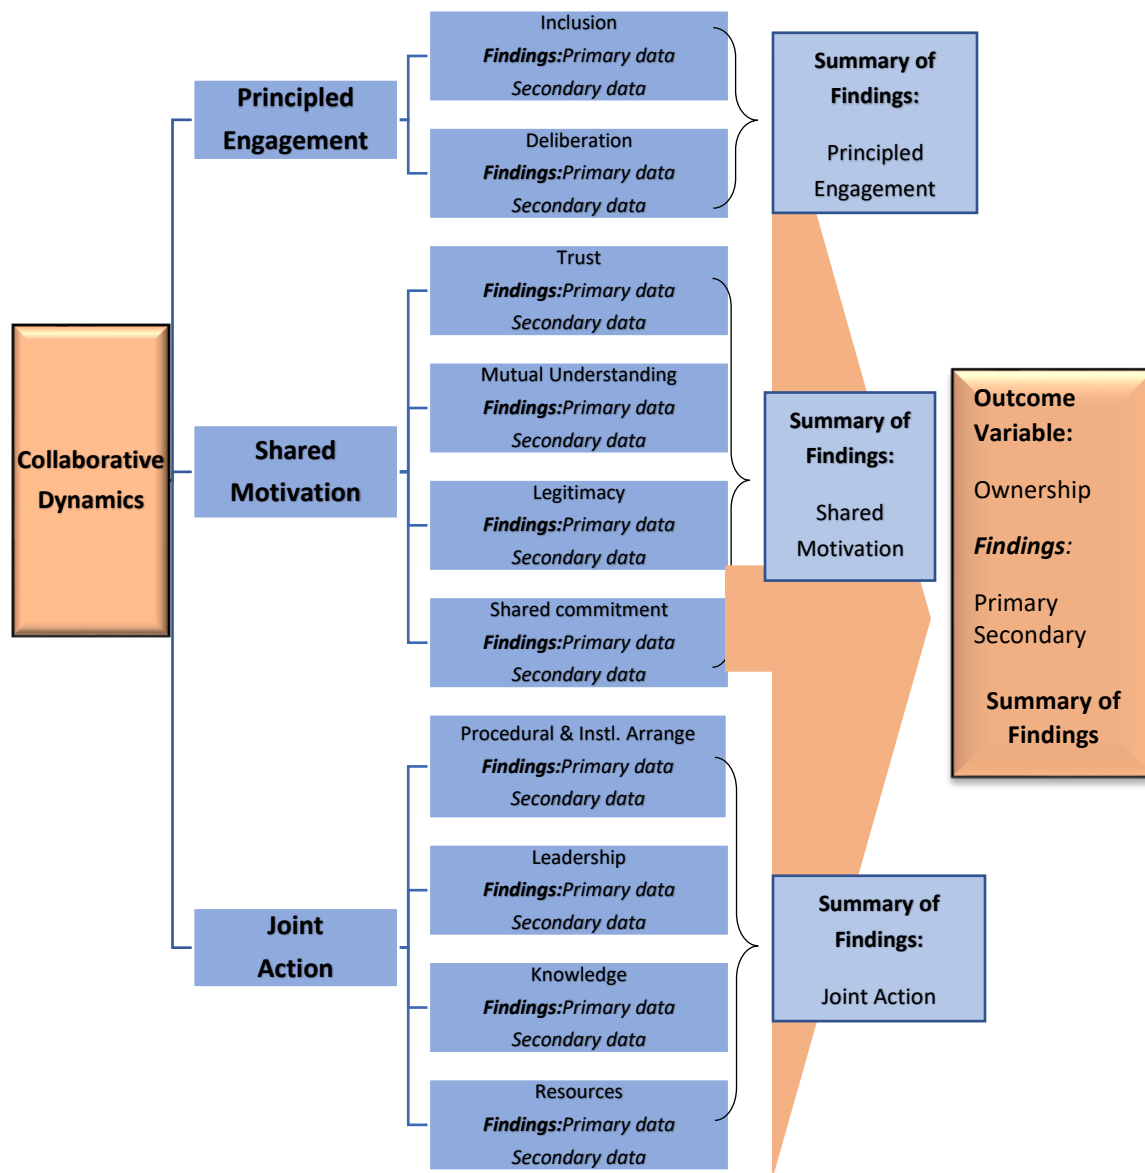 Collaborative
Dynamics
Principled
Engagement
Inclusion
Findings:Primary data
Secondary data
Deliberation
Findings:Primary data
Secondary data
Summary of
Findings:
Principled
Engagement
Shared
Motivation
Trust
Findings:Primary data
Secondary data
Mutual Understanding
Findings:Primary data
Secondary data
Legitimacy
Findings:Primary data
Secondary data
Shared commitment
Findings:Primary data
Secondary data
Summary of
Findings:
Shared
Motivation
Joint
Action
Procedural & Instl. Arrange
Findings:Primary data
Secondary data
Leadership
Findings:Primary data
Secondary data
Knowledge
Findings:Primary data
Secondary data
Resources
Findings:Primary data
Secondary data
Summary of
Findings:
Joint Action
Outcome
Variable:
Ownership
Findings:
Primary
Secondary
Summary of
Findings